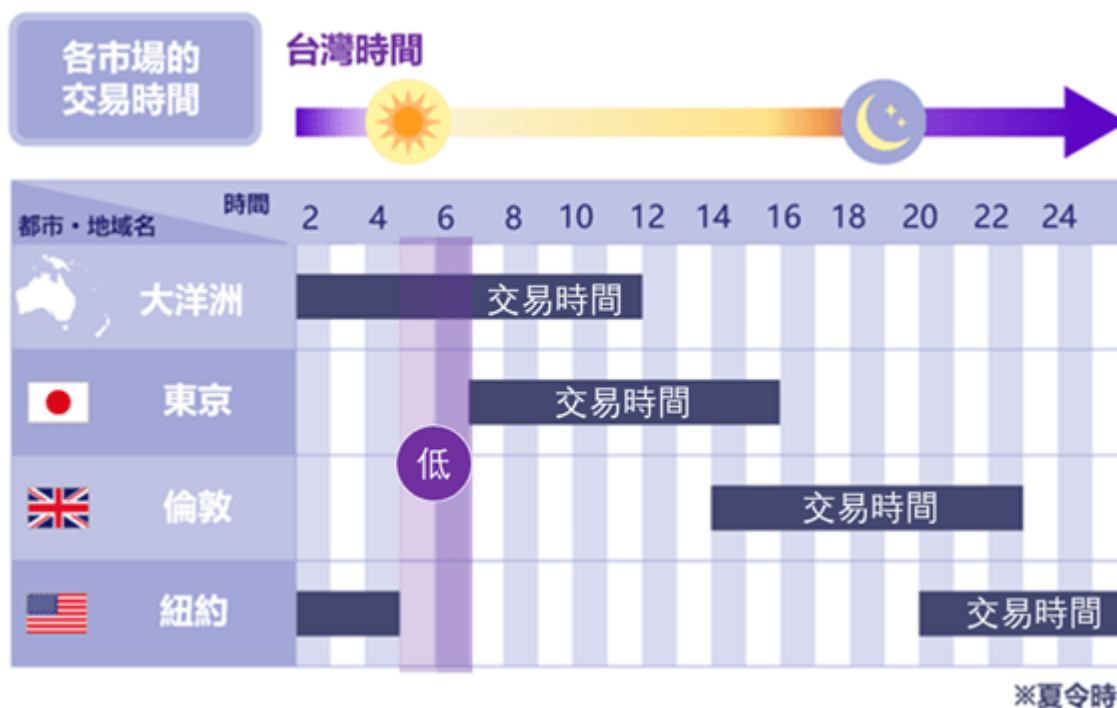 各市場的
交易時間
台灣時間
時間
都市・地域名
2 4 6 8 10 12 14 16 18 20 22 24
大洋洲
交易時間
東京
交易時間
低
倫敦
交易時間
紐約
交易時間
※夏令時